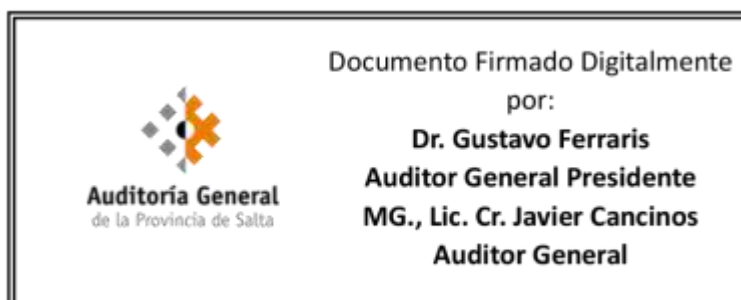 Auditoría General
de la Provincia de Salta
Documento Firmado Digitalmente
por:
Dr. Gustavo Ferraris
Auditor General Presidente
MG., Lic. Cr. Javier Cancinos
Auditor General